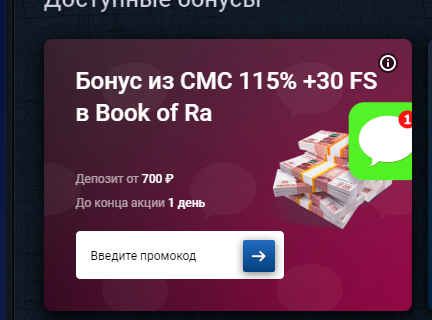 Доступные бонусы
Бонус из СМС 115% +30 FS
в Book of Ra
1
Депозит от 700 ₽
До конца акции 1 день
Введите промокод